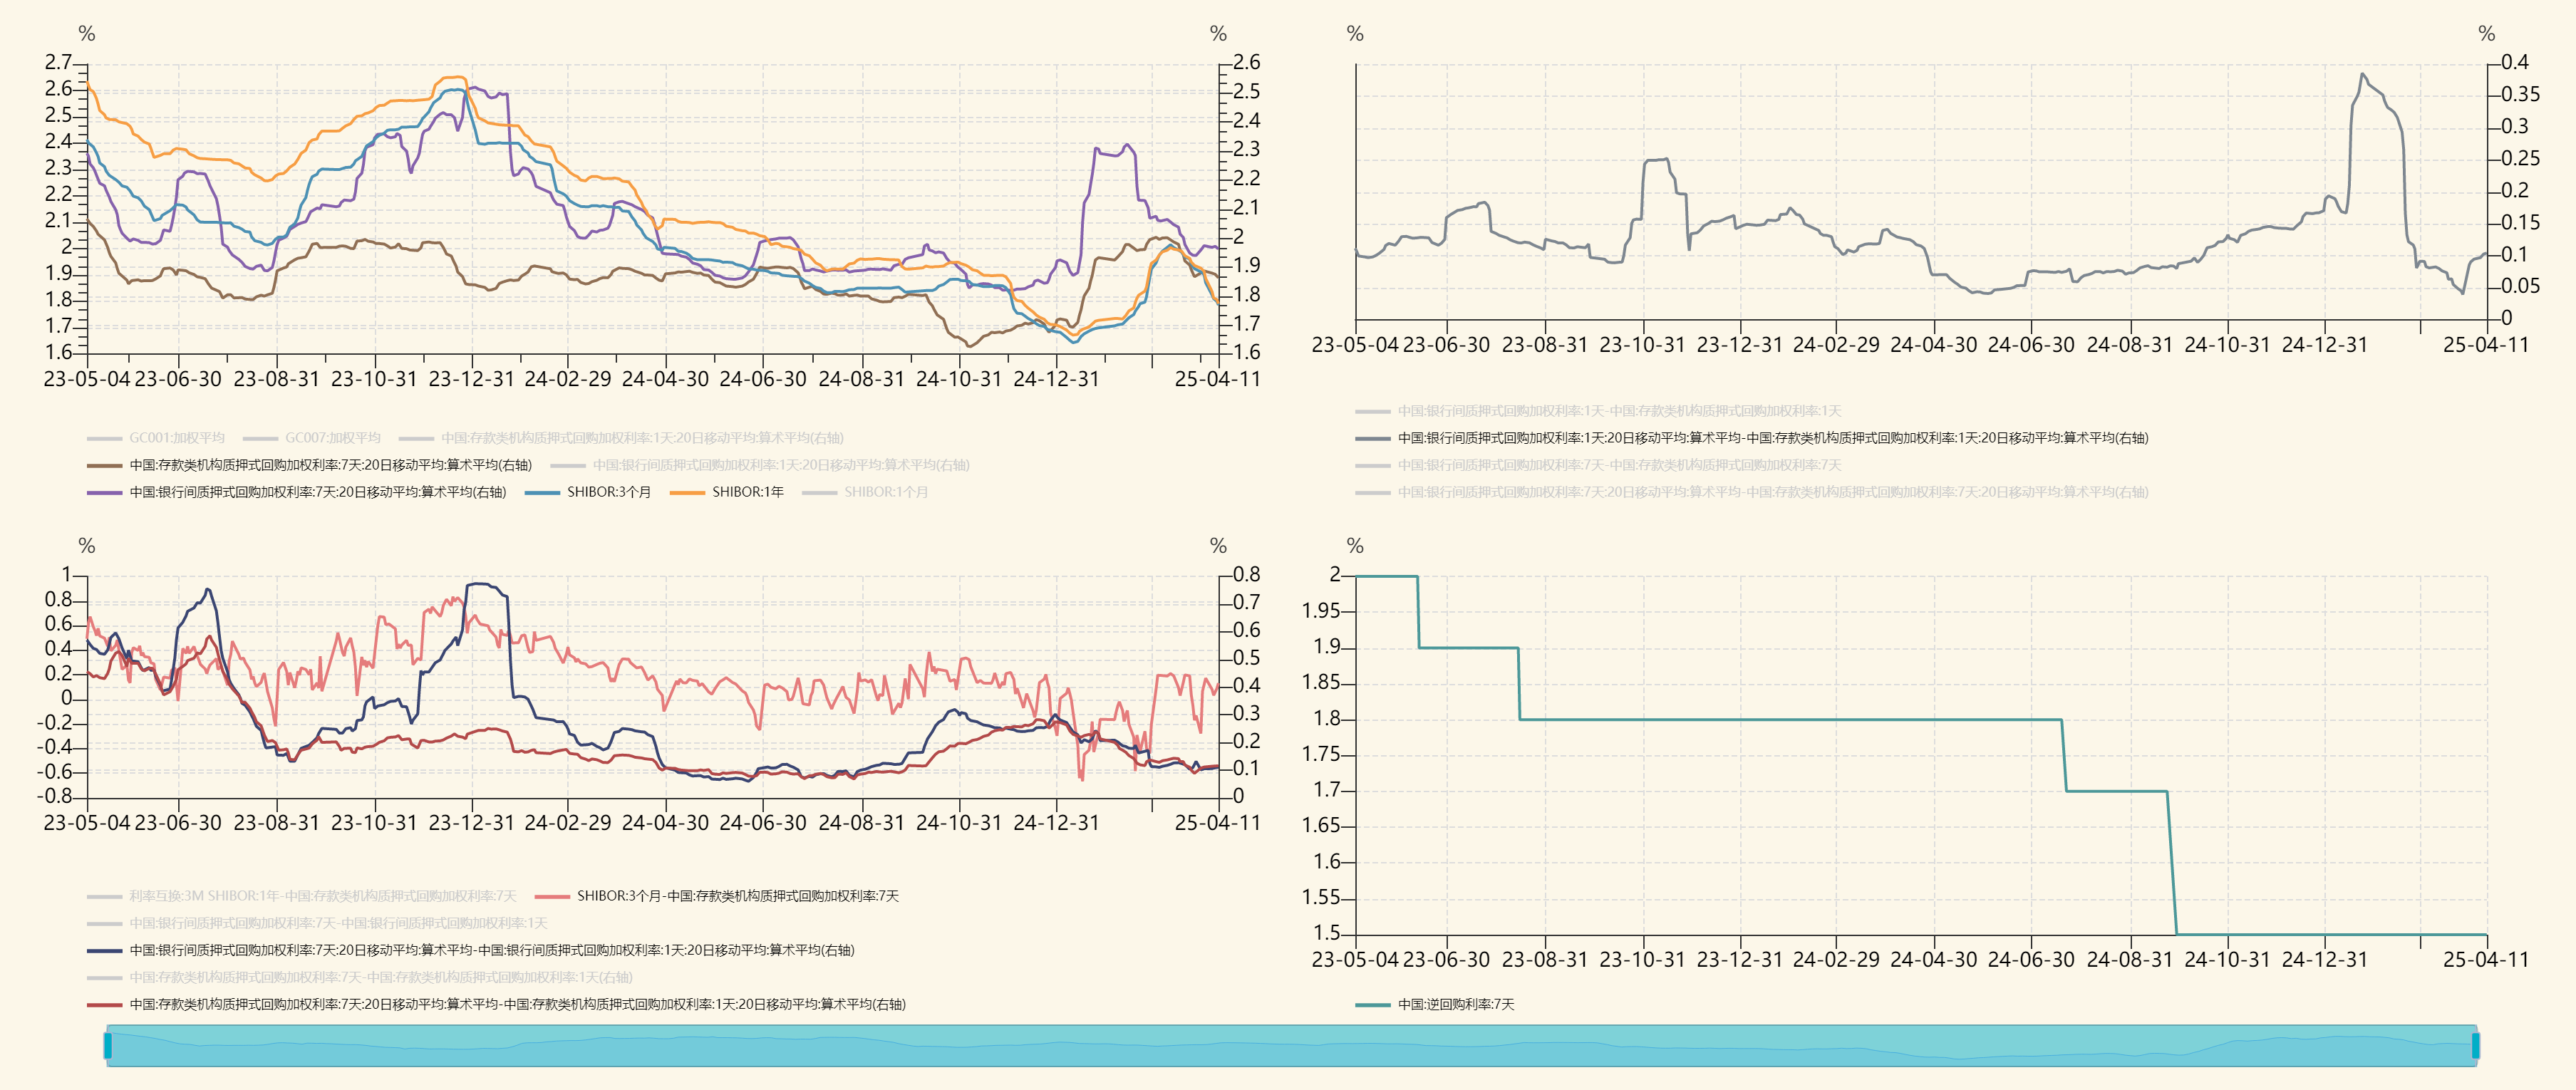 % %
2.7 2.6
2.6 2.5
2.5 2.4
2.4 2.3
2.3 2.2
2.2 2.1
2.1 2
2 1.9
1.9 1.8
1.8 1.7
1.7 1.6
1.6
23-05-04 23-06-30 23-08-31 23-10-31 23-12-31 24-02-29 24-04-30 24-06-30 24-08-31 24-10-31 24-12-31 25-04-11
GC001:加权平均 GC007:加权平均 中国:存款类机构质押式回购加权利率:1天:20日移动平均:算术平均(右轴)
中国:存款类机构质押式回购加权利率:7天:20日移动平均:算术平均(右轴) 中国:银行间质押式回购加权利率:1天:20日移动平均:算术平均(右轴)
中国:银行间质押式回购加权利率:7天:20日移动平均:算术平均(右轴) SHIBOR:3个月 SHIBOR:1年 SHIBOR:1个月
% %
0.4
0.35
0.3
0.25
0.2
0.15
0.1
0.05
0
23-05-04 23-06-30 23-08-31 23-10-31 23-12-31 24-02-29 24-04-30 24-06-30 24-08-31 24-10-31 24-12-31 25-04-11
中国:银行间质押式回购加权利率:1天-中国:存款类机构质押式回购加权利率:1天
中国:银行间质押式回购加权利率:1天:20日移动平均:算术平均-中国:存款类机构质押式回购加权利率:1天:20日移动平均:算术平均(右轴)
中国:银行间质押式回购加权利率:7天-中国:存款类机构质押式回购加权利率:7天
中国:银行间质押式回购加权利率:7天:20日移动平均:算术平均-中国:存款类机构质押式回购加权利率:7天:20日移动平均:算术平均(右轴)
% %
1 0.8
0.8 0.7
0.6 0.6
0.4 0.5
0.2 0.4
0 0.3
-0.2 0.2
-0.4 0.1
-0.6 0
-0.8
23-05-04 23-06-30 23-08-31 23-10-31 23-12-31 24-02-29 24-04-30 24-06-30 24-08-31 24-10-31 24-12-31 25-04-11
利率互换:3M SHIBOR:1年-中国:存款类机构质押式回购加权利率:7天 SHIBOR:3个月-中国:存款类机构质押式回购加权利率:7天
中国:银行间质押式回购加权利率:7天-中国:银行间质押式回购加权利率:1天
中国:银行间质押式回购加权利率:7天:20日移动平均:算术平均-中国:银行间质押式回购加权利率:1天:20日移动平均:算术平均(右轴)
中国:存款类机构质押式回购加权利率:7天-中国:存款类机构质押式回购加权利率:1天(右轴)
中国:存款类机构质押式回购加权利率:7天:20日移动平均:算术平均-中国:存款类机构质押式回购加权利率:1天:20日移动平均:算术平均(右轴)
%
2
1.95
1.9
1.85
1.8
1.75
1.7
1.65
1.6
1.55
1.5
23-05-04 23-06-30 23-08-31 23-10-31 23-12-31 24-02-29 24-04-30 24-06-30 24-08-31 24-10-31 24-12-31 25-04-11
中国:逆回购利率:7天